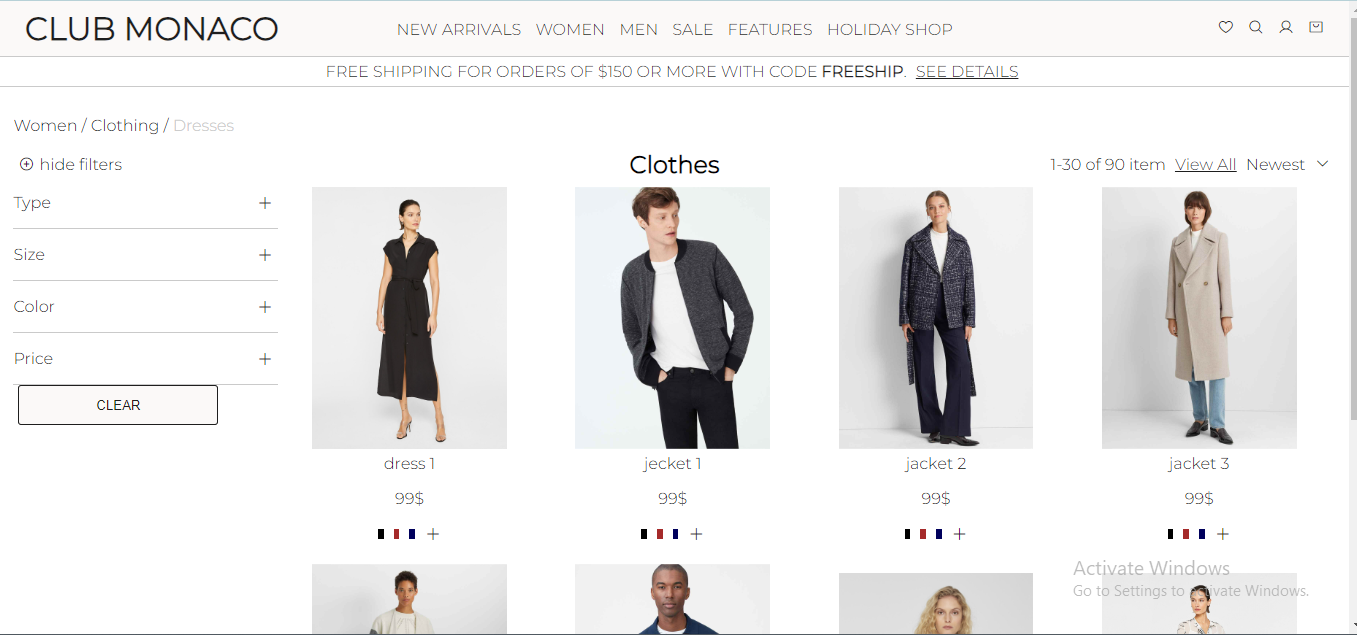 CLUB MONACO
NEW ARRIVALS WOMEN MEN SALE FEATURES HOLIDAY SHOP
FREE SHIPPING FOR ORDERS OF $150 OR MORE WITH CODE FREESHIP. SEE DETAILS
Women / Clothing / Dresses
hide filters
Clothes
1-30 of 90 item View All Newest
Type +
Size +
Color +
Price +
CLEAR
dress 1
99$
+
jecket 1
99$
+
jacket 2
99$
+
jacket 3
99$
+
Activate Windows
Go to Settings to activate Windows.